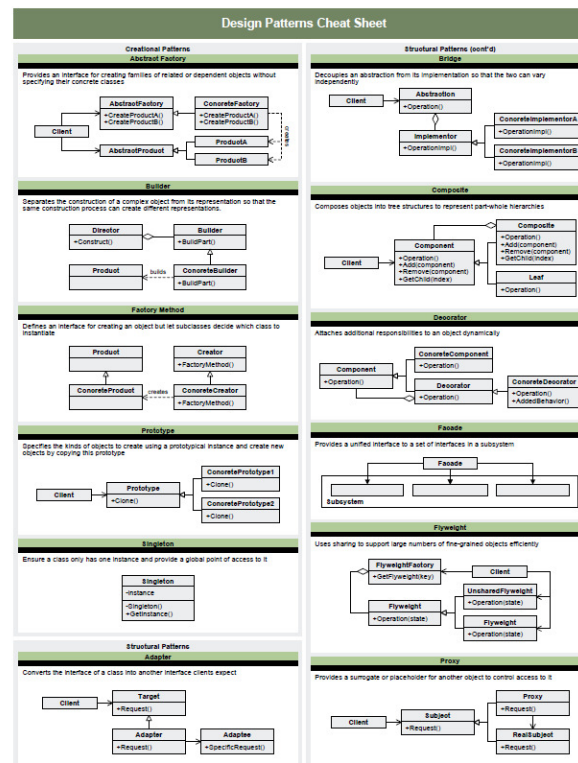 Design Patterns Cheat Sheet
Creational Patterns
Abstract Factory
Provides an interface for creating families of related or dependent objects without
specifying their concrete classes
AbstractFactory
+CreateProductA()
+CreateProductB()
ConcreteFactory
+CreateProductA()
+CreateProductB()
Client
AbstractProduct
ProductA
ProductB
creates
Builder
Separates the construction of a complex object from its representation so that the
same construction process can create different representations.
Director
+Construct()
Builder
+BuildPart()
Product
builds
ConcreteBuilder
+BuildPart()
Factory Method
Defines an interface for creating an object but let subclasses decide which class to
instantiate
Product
Creator
+FactoryMethod()
ConcreteProduct
creates
ConcreteCreator
+FactoryMethod()
Prototype
Specifies the kinds of objects to create using a prototypical instance and create new
objects by copying this prototype
Client
Prototype
+Clone()
ConcretePrototype1
+Clone()
ConcretePrototype2
+Clone()
Singleton
Ensure a class only has one instance and provide a global point of access to it
Singleton
-instance
-Singleton()
+GetInstance()
Structural Patterns
Adapter
Converts the interface of a class into another interface clients expect
Client
Target
+Request()
Adapter
+Request()
Adaptee
+SpecificRequest()
Structural Patterns (cont'd)
Bridge
Decouples an abstraction from its implementation so that the two can vary
independently
Client
Abstraction
+Operation()
Implementor
+OperationImpl()
ConcreteImplementorA
+OperationImpl()
ConcreteImplementorB
+OperationImpl()
Composite
Composes objects into tree structures to represent part-whole hierarchies
Client
Component
+Operation()
+Add(component)
+Remove(component)
+GetChild(index)
Composite
+Operation()
+Add(component)
+Remove(component)
+GetChild(index)
Leaf
+Operation()
Decorator
Attaches additional responsibilities to an object dynamically
Component
+Operation()
ConcreteComponent
+Operation()
Decorator
+Operation()
ConcreteDecorator
+Operation()
+AddedBehavior()
Facade
Provides a unified interface to a set of interfaces in a subsystem
Facade
Subsystem
Flyweight
Uses sharing to support large numbers of fine-grained objects efficiently
FlyweightFactory
+GetFlyweight(key)
Client
Flyweight
+Operation(state)
UnsharedFlyweight
+Operation(state)
Flyweight
+Operation(state)
Proxy
Provides a surrogate or placeholder for another object to control access to it
Client
Subject
+Request()
Proxy
+Request()
RealSubject
+Request()